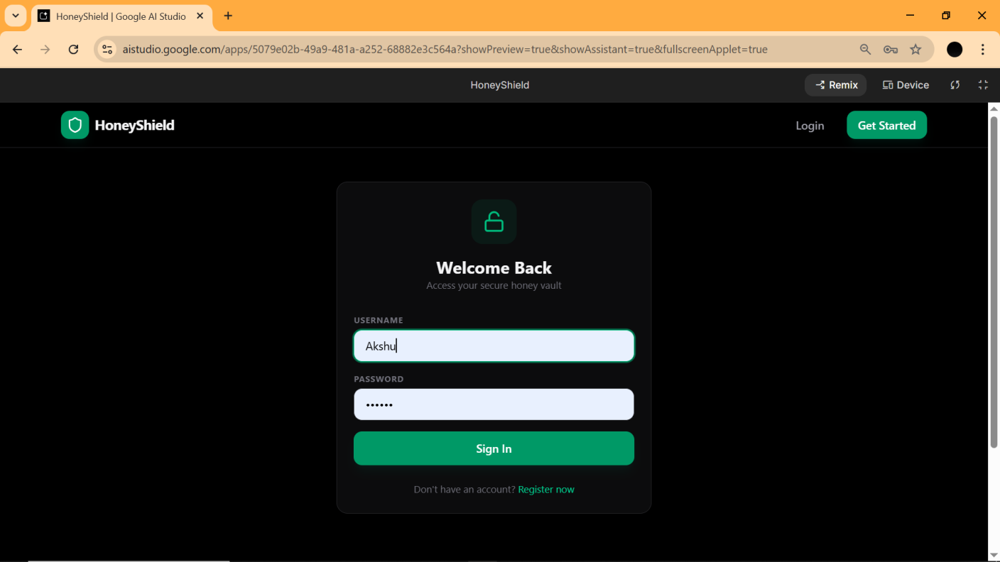 HoneyShield | Google AI Studio
aistudio.google.com/apps/5079e02b-49a9-481a-a252-68882e3c564a?showPreview=true&showAssistant=true&fullscreenApplet=true
HoneyShield
Remix
Device
HoneyShield
Login
Get Started
Welcome Back
Access your secure honey vault
USERNAME
Akshu
PASSWORD
••••••
Sign In
Don't have an account? Register now